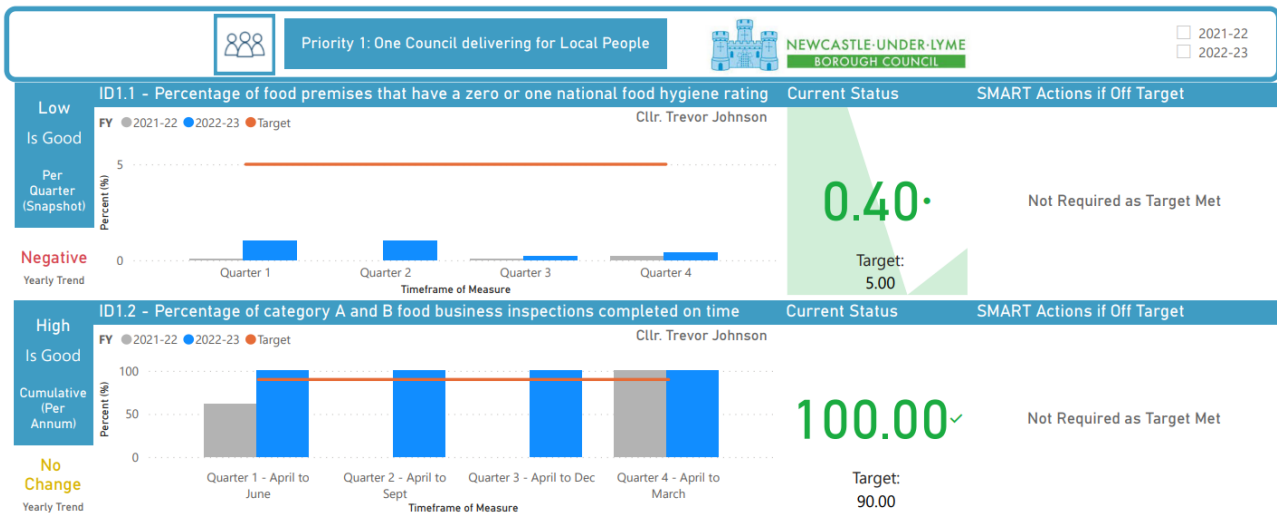 Priority 1: One Council delivering for Local People
NEWCASTLE·UNDER·LYME
BOROUGH COUNCIL
2021-22
2022-23
Low
Is Good
Per
Quarter
(Snapshot)
Negative
Yearly Trend
ID1.1 - Percentage of food premises that have a zero or one national food hygiene rating
Current Status
SMART Actions if Off Target
FY 2021-22 2022-23 Target
Cllr. Trevor Johnson
Percent (%)
5
0
Quarter 1 Quarter 2 Quarter 3 Quarter 4
Timeframe of Measure
0.40
Target:
5.00
Not Required as Target Met
High
Is Good
Cumulative
(Per
Annum)
No
Change
Yearly Trend
ID1.2 - Percentage of category A and B food business inspections completed on time
Current Status
SMART Actions if Off Target
FY 2021-22 2022-23 Target
Cllr. Trevor Johnson
Percent (%)
100
50
0
Quarter 1 - April to Quarter 2 - April to Quarter 3 - April to Dec Quarter 4 - April to
June Sept March
Timeframe of Measure
100.00
Target:
90.00
Not Required as Target Met